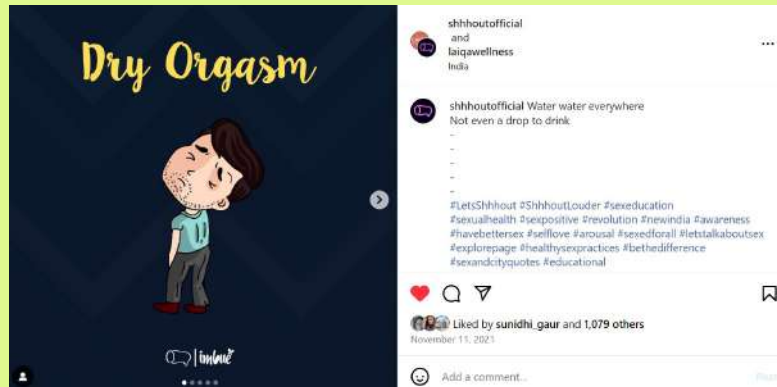 Dry Orgasm
imbue
shhhoutofficial
and
laiqawellness
India
shhhoutofficial Water water everywhere
Not even a drop to drink
-
-
-
-
-
#LetsShhhout #ShhhoutLouder #sexeducation
#sexualhealth #sexpositive #revolution #newindia #awareness
#havebettersex #selflove #arousal #sexedforall #letstalkaboutsex
#explorepage #healthysexpractices #bethedifference
#sexandcityquotes #educational
Liked by sunidhi_gaur and 1,079 others
November 11, 2021
Add a comment...
Post